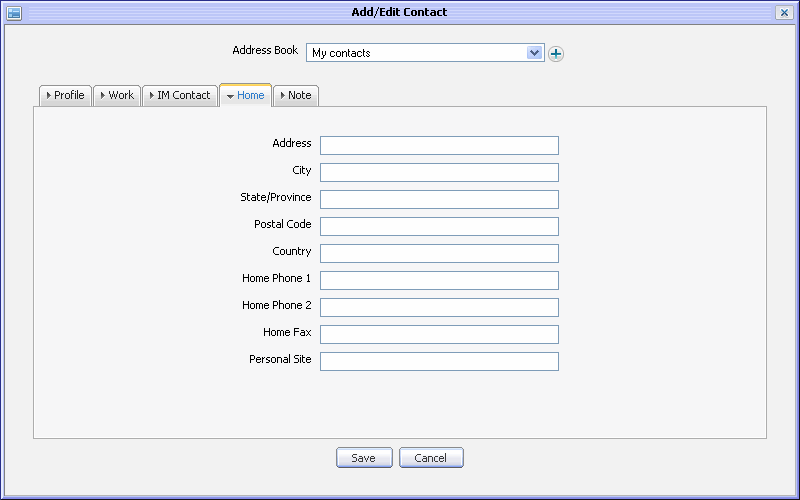 Add/Edit Contact
Address Book My contacts
Profile Work IM Contact Home Note
Address
City
State/Province
Postal Code
Country
Home Phone 1
Home Phone 2
Home Fax
Personal Site
Save Cancel